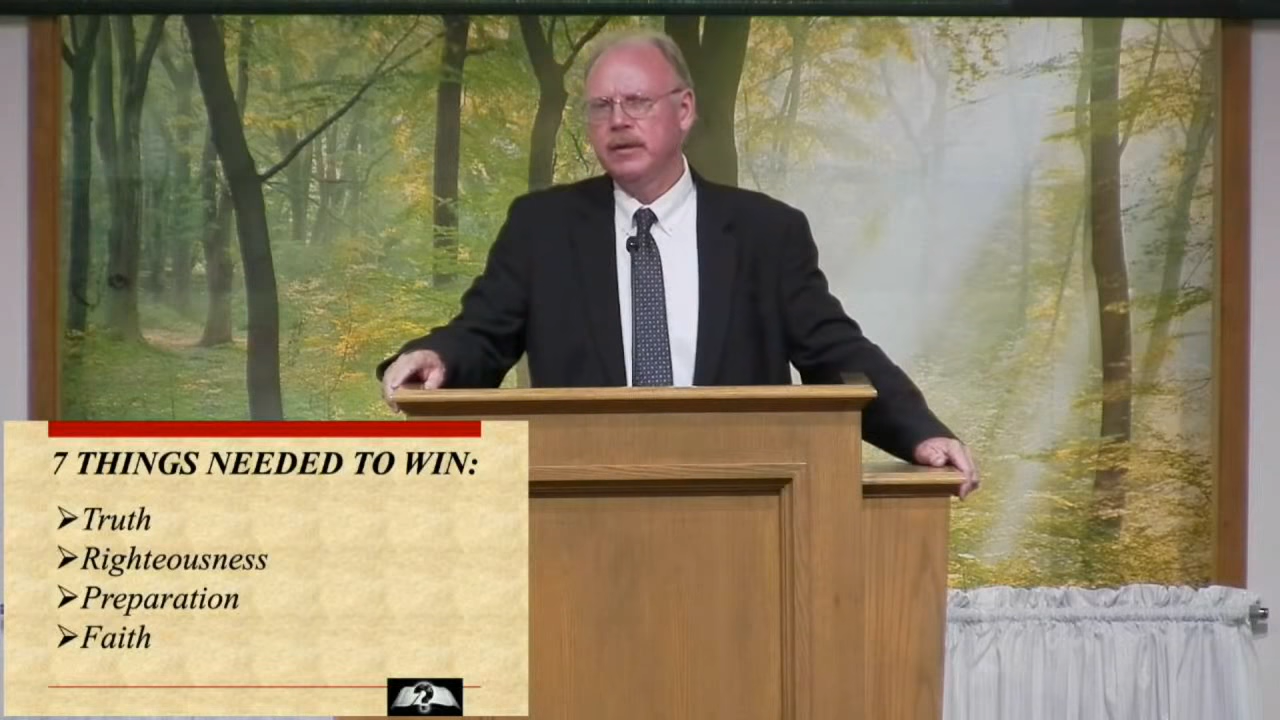 7 THINGS NEEDED TO WIN:
➢Truth
➢Righteousness
➢Preparation
➢Faith